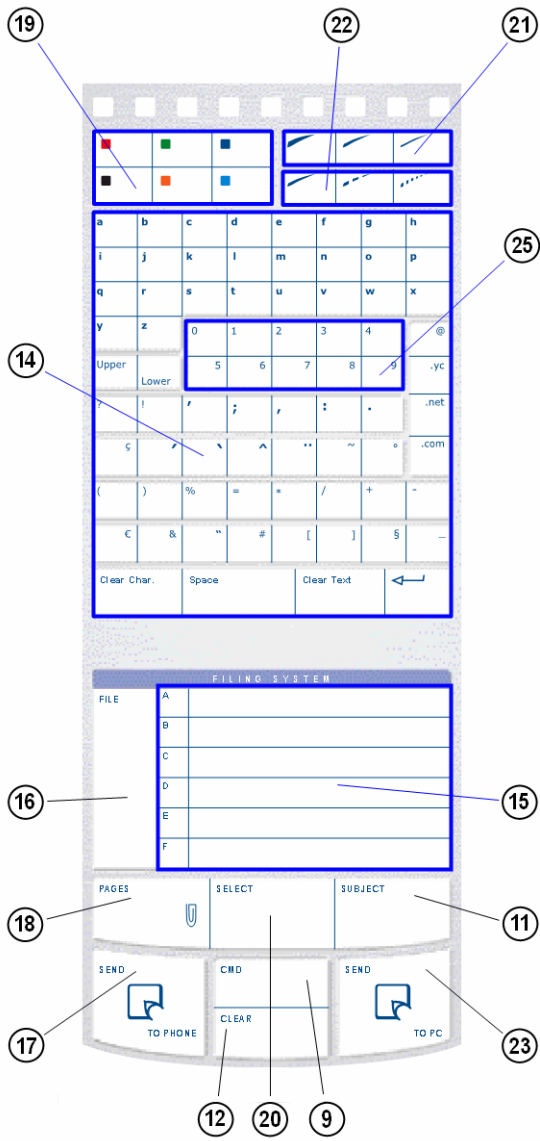 19 22 21
a b c d e f g h
i j k l m n o p
25
q r s t u v w x
y z 0 1 2 3 4 @
14
Upper Lower 5 6 7 8 9 .yc
? ! ′ ; , : . .net
ç ´ ` ^ ¨ ~ ° .com
( ) % = * / + -
€ & " # [ ] § _
Clear Char. Space Clear Text
FILING SYSTEM
FILE A
B
C
16 D 15
E
F
PAGES SELECT SUBJECT
18 11
SEND CMD SEND
CLEAR
17 TO PHONE TO PC 23
12 20 9